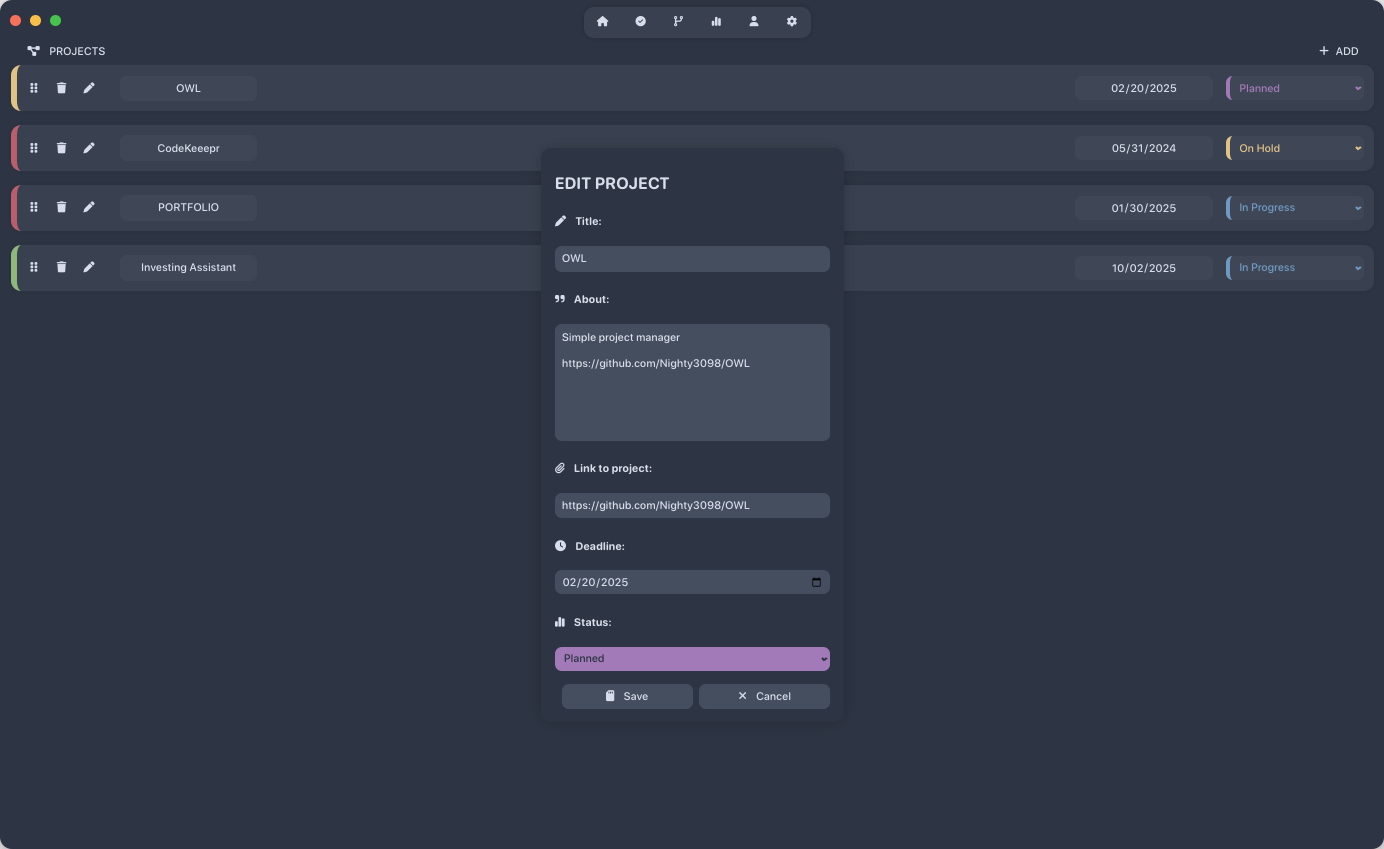 PROJECTS
ADD
OWL
02/20/2025
Planned
CodeKeeepr
05/31/2024
On Hold
PORTFOLIO
01/30/2025
In Progress
Investing Assistant
10/02/2025
In Progress
EDIT PROJECT
Title:
OWL
About:
Simple project manager
https://github.com/Nighty3098/OWL
Link to project:
https://github.com/Nighty3098/OWL
Deadline:
02/20/2025
Status:
Planned
Save
Cancel